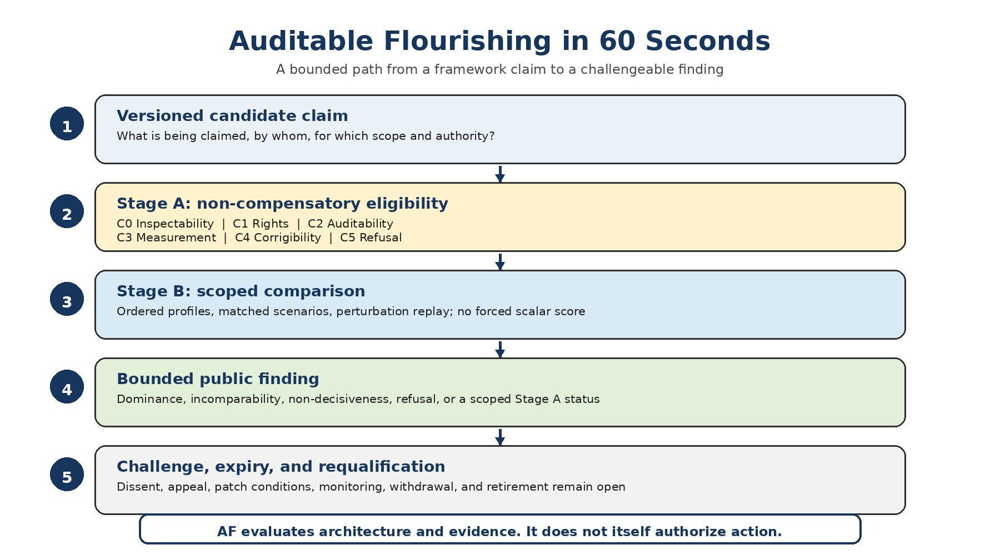 Auditable Flourishing in 60 Seconds
A bounded path from a framework claim to a challengeable finding
1
Versioned candidate claim
What is being claimed, by whom, for which scope and authority?
2
Stage A: non-compensatory eligibility
C0 Inspectability | C1 Rights | C2 Auditability
C3 Measurement | C4 Corrigibility | C5 Refusal
3
Stage B: scoped comparison
Ordered profiles, matched scenarios, perturbation replay; no forced scalar score
4
Bounded public finding
Dominance, incomparability, non-decisiveness, refusal, or a scoped Stage A status
5
Challenge, expiry, and requalification
Dissent, appeal, patch conditions, monitoring, withdrawal, and retirement remain open
AF evaluates architecture and evidence. It does not itself authorize action.